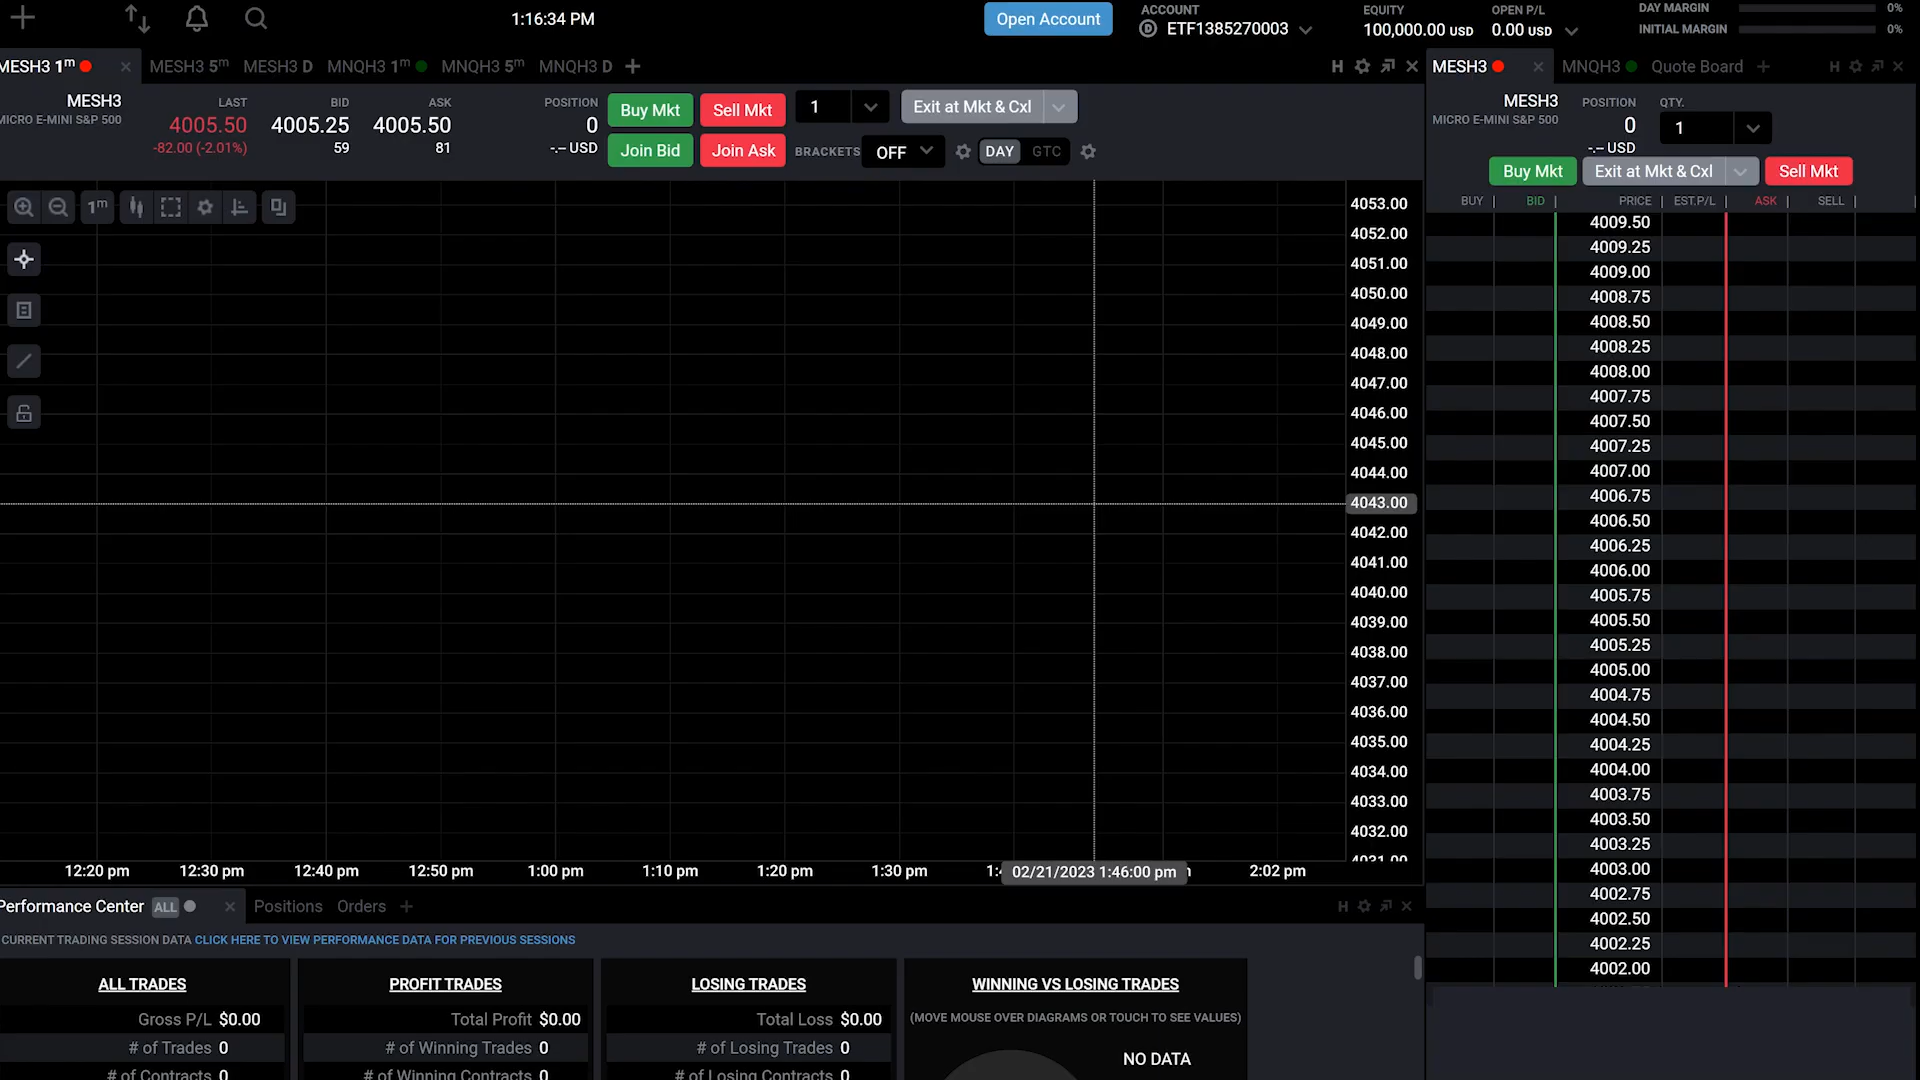 1:16:34 PM
Open Account
ACCOUNT
ETF1385270003
EQUITY
100,000.00 USD
OPEN P/L
0.00 USD
DAY MARGIN 0%
INITIAL MARGIN 0%
MESH3 1m
MESH3 5m
MESH3 D
MNQH3 1m
MNQH3 5m
MNQH3 D
H
MESH3
MICRO E-MINI S&P 500
LAST
4005.50
-82.00 (-2.01%)
BID
4005.25
59
ASK
4005.50
81
POSITION
0
-.-- USD
Buy Mkt
Sell Mkt
1
Exit at Mkt & Cxl
Join Bid
Join Ask
BRACKETS
OFF
DAY
GTC
1m
4053.00
4052.00
4051.00
4050.00
4049.00
4048.00
4047.00
4046.00
4045.00
4044.00
4043.00
4042.00
4041.00
4040.00
4039.00
4038.00
4037.00
4036.00
4035.00
4034.00
4033.00
4032.00
4031.00
12:20 pm
12:30 pm
12:40 pm
12:50 pm
1:00 pm
1:10 pm
1:20 pm
1:30 pm
02/21/2023 1:46:00 pm
2:02 pm
MESH3
MNQH3
Quote Board
H
MESH3
MICRO E-MINI S&P 500
POSITION
0
-.-- USD
QTY.
1
Buy Mkt
Exit at Mkt & Cxl
Sell Mkt
BUY
BID
PRICE
EST.P/L
ASK
SELL
4009.50
4009.25
4009.00
4008.75
4008.50
4008.25
4008.00
4007.75
4007.50
4007.25
4007.00
4006.75
4006.50
4006.25
4006.00
4005.75
4005.50
4005.25
4005.00
4004.75
4004.50
4004.25
4004.00
4003.75
4003.50
4003.25
4003.00
4002.75
4002.50
4002.25
4002.00
Performance Center ALL
Positions
Orders
H
CURRENT TRADING SESSION DATA CLICK HERE TO VIEW PERFORMANCE DATA FOR PREVIOUS SESSIONS
ALL TRADES
Gross P/L $0.00
# of Trades 0
# of Contracts 0
PROFIT TRADES
Total Profit $0.00
# of Winning Trades 0
# of Winning Contracts 0
LOSING TRADES
Total Loss $0.00
# of Losing Trades 0
# of Losing Contracts 0
WINNING VS LOSING TRADES
(MOVE MOUSE OVER DIAGRAMS OR TOUCH TO SEE VALUES)
NO DATA